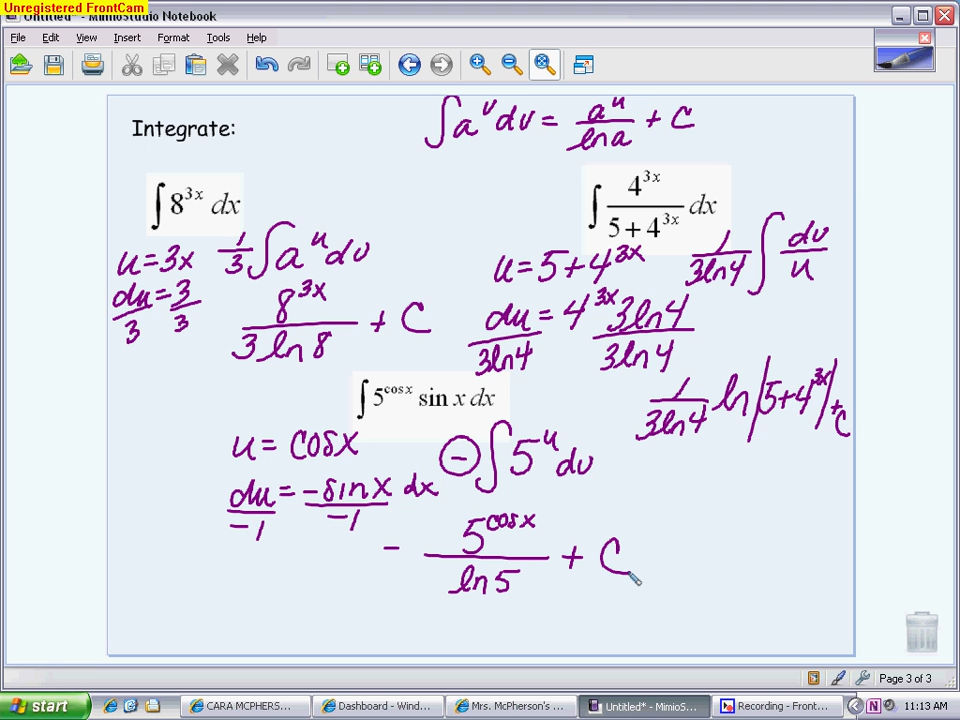 Unregistered FrontCam
Untitled* - MimioStudio Notebook
File Edit View Insert Format Tools Help
Integrate:
∫a^u du = a^u/ln a + C
∫8^{3x} dx
∫4^{3x}/(5+4^{3x}) dx
u = 3x 1/3 ∫a^u du
du/3 = 3/3
8^{3x}/(3 ln 8) + C
u = 5+4^{3x} 1/(3ln4) ∫du/u
du/(3ln4) = 4^{3x} 3ln4/(3ln4)
1/(3ln4) ln|5+4^{3x}| + C
∫5^{cos x} sin x dx
u = cos x - ∫5^u du
du/-1 = -sin x dx/-1
- 5^{cos x}/ln 5 + C
Page 3 of 3
start CARA MCPHERS... Dashboard - Wind... Mrs. McPherson's ... Untitled* - MimioS... Recording - Front... N 11:13 AM